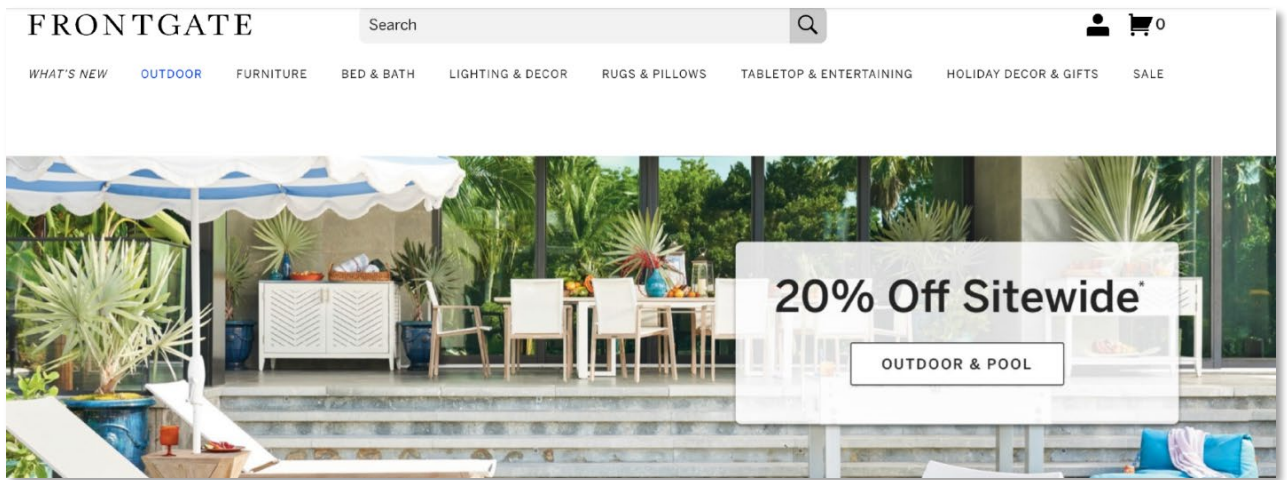 FRONTGATE
Search
0
WHAT'S NEW OUTDOOR FURNITURE BED & BATH LIGHTING & DECOR RUGS & PILLOWS TABLETOP & ENTERTAINING HOLIDAY DECOR & GIFTS SALE
20% Off Sitewide*
OUTDOOR & POOL